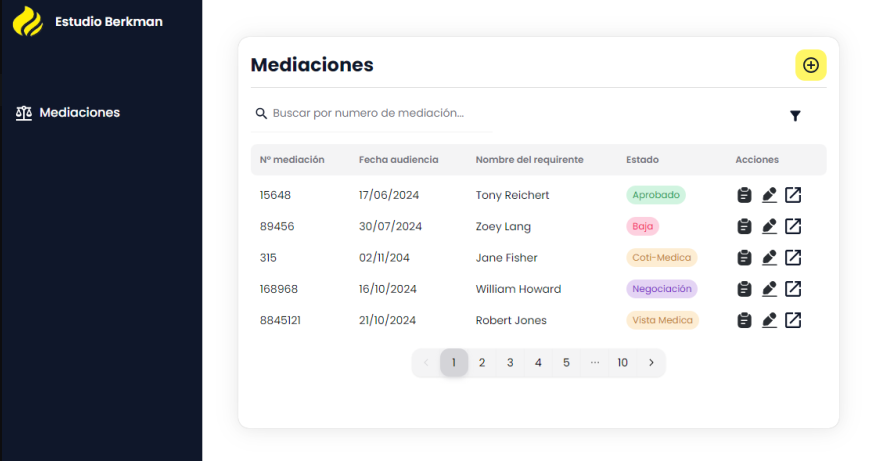 Estudio Berkman
Mediaciones
Mediaciones
Buscar por numero de mediación...
Nº mediación Fecha audiencia Nombre del requirente Estado Acciones
15648 17/06/2024 Tony Reichert Aprobado
89456 30/07/2024 Zoey Lang Baja
315 02/11/204 Jane Fisher Coti-Medica
168968 16/10/2024 William Howard Negociación
8845121 21/10/2024 Robert Jones Vista Medica
< 1 2 3 4 5 ... 10 >